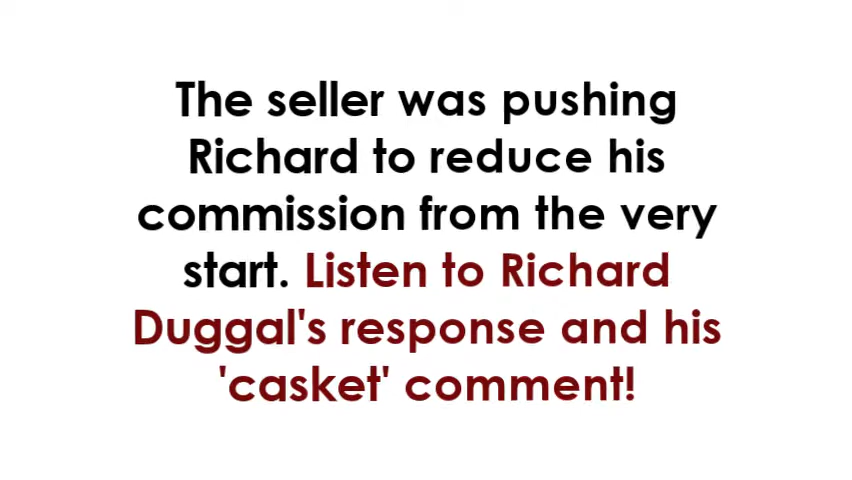 The seller was pushing
Richard to reduce his
commission from the very
start. Listen to Richard
Duggal's response and his
'casket' comment!